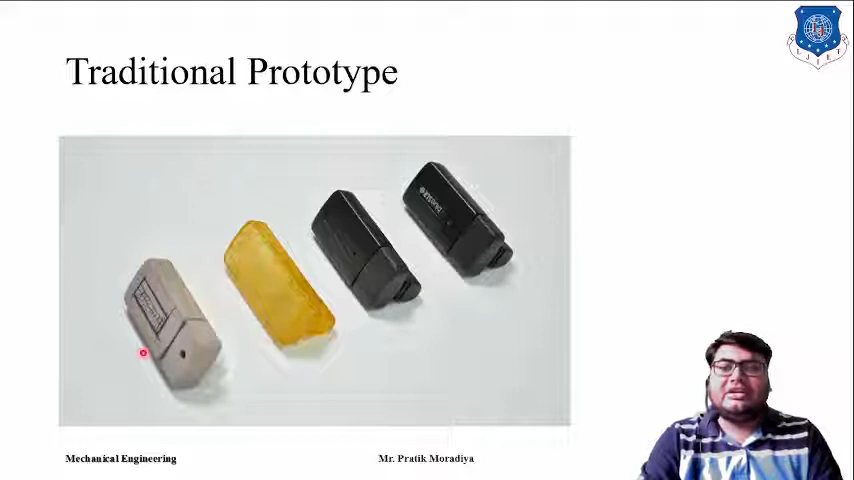 Traditional Prototype
Mechanical Engineering
Mr. Pratik Moradiya